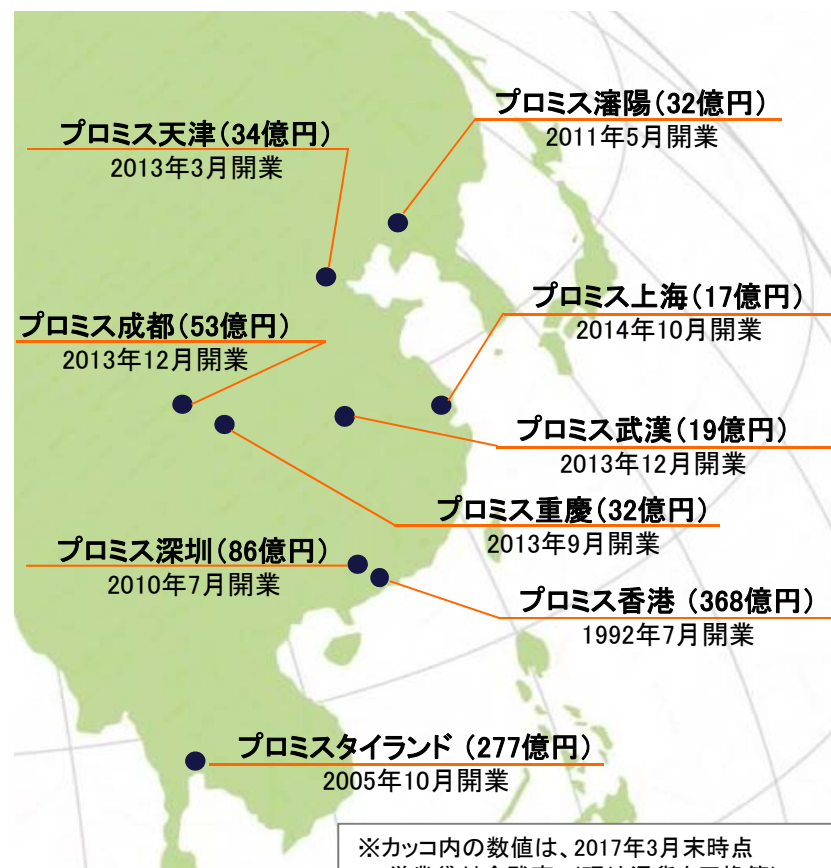 プロミス瀋陽(32億円)
2011年5月開業
プロミス天津(34億円)
2013年3月開業
プロミス上海(17億円)
2014年10月開業
プロミス成都(53億円)
2013年12月開業
プロミス武漢(19億円)
2013年12月開業
プロミス重慶(32億円)
2013年9月開業
プロミス深圳(86億円)
2010年7月開業
プロミス香港 (368億円)
1992年7月開業
プロミスタイランド (277億円)
2005年10月開業
※カッコ内の数値は、2017年3月末時点